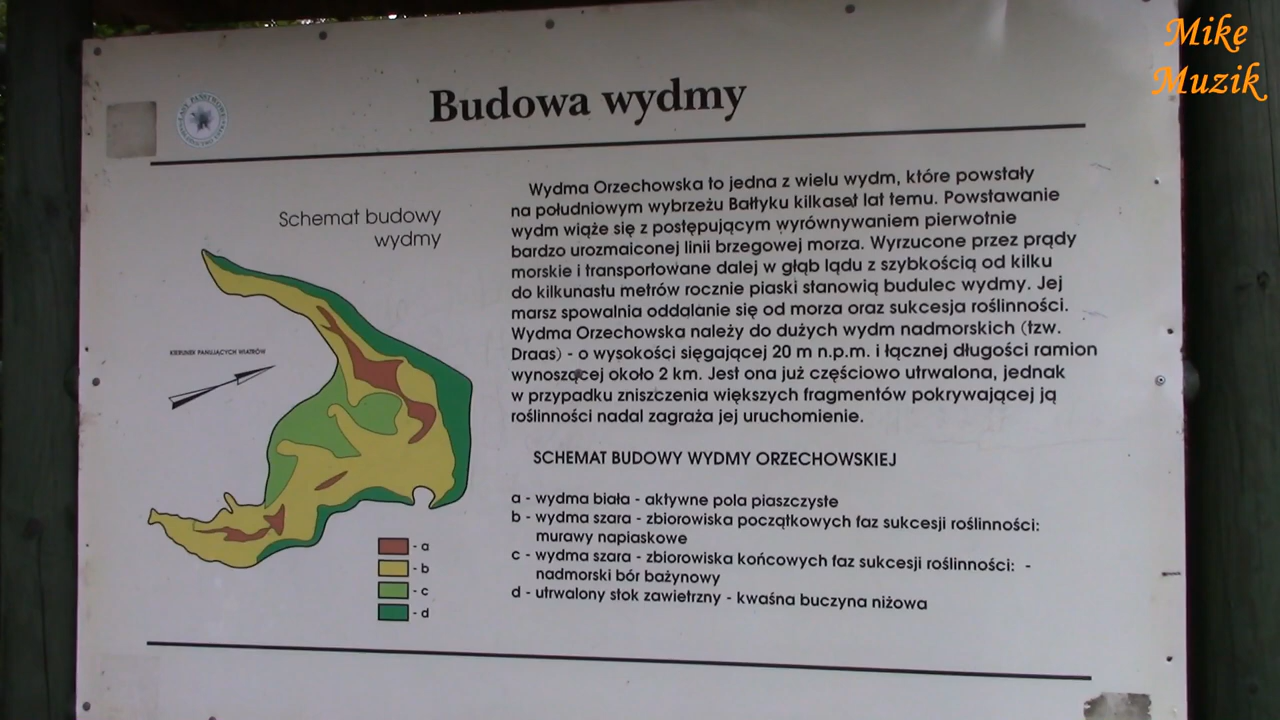 Mike
Muzik
Budowa wydmy
Schemat budowy
wydmy
Wydma Orzechowska to jedna z wielu wydm, które powstały
na południowym wybrzeżu Bałtyku kilkaset lat temu. Powstawanie
wydm wiąże się z postępującym wyrównywaniem pierwotnie
bardzo urozmaiconej linii brzegowej morza. Wyrzucone przez prądy
morskie i transportowane dalej w głąb lądu z szybkością od kilku
do kilkunastu metrów rocznie piaski stanowią budulec wydmy. Jej
marsz spowalnia oddalanie się od morza oraz sukcesja roślinności.
Wydma Orzechowska należy do dużych wydm nadmorskich (tzw.
Draas) - o wysokości sięgającej 20 m n.p.m. i łącznej długości ramion
wynoszącej około 2 km. Jest ona już częściowo utrwalona, jednak
w przypadku zniszczenia większych fragmentów pokrywającej ją
roślinności nadal zagraża jej uruchomienie.
KIERUNEK PANUJĄCYCH WIATRÓW
- a
- b
- c
- d
SCHEMAT BUDOWY WYDMY ORZECHOWSKIEJ
a - wydma biała - aktywne pola piaszczyste
b - wydma szara - zbiorowiska początkowych faz sukcesji roślinności:
murawy napiaskowe
c - wydma szara - zbiorowiska końcowych faz sukcesji roślinności: -
nadmorski bór bażynowy
d - utrwalony stok zawietrzny - kwaśna buczyna niżowa